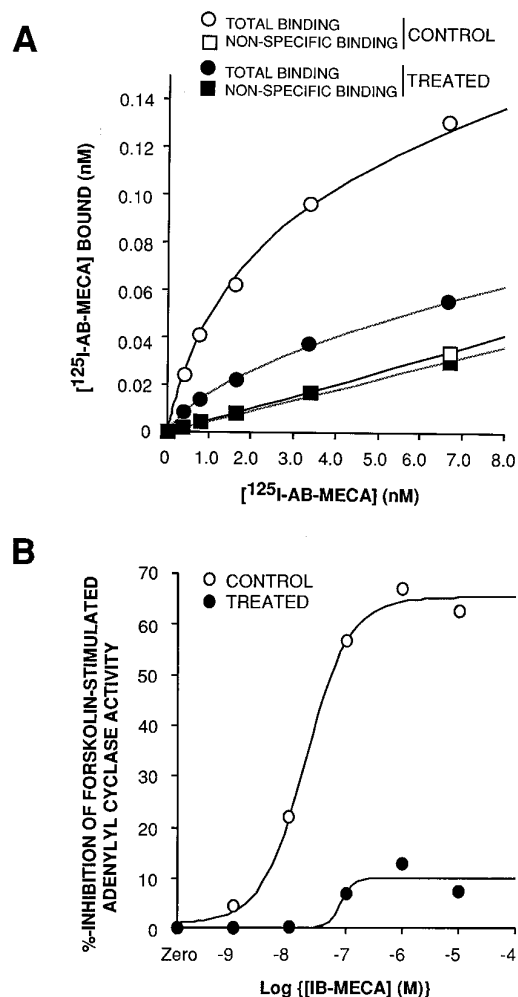 A
TOTAL BINDING
NON-SPECIFIC BINDING
CONTROL
TOTAL BINDING
NON-SPECIFIC BINDING
TREATED
[125I-AB-MECA] BOUND (nM)
0.14
0.12
0.10
0.08
0.06
0.04
0.02
0
0 1.0 2.0 3.0 4.0 5.0 6.0 7.0 8.0
[125I-AB-MECA] (nM)
B
CONTROL
TREATED
%-INHIBITION OF FORSKOLIN-STIMULATED
ADENYLYL CYCLASE ACTIVITY
70
60
50
40
30
20
10
0
Zero -9 -8 -7 -6 -5 -4
Log {[IB-MECA] (M)}